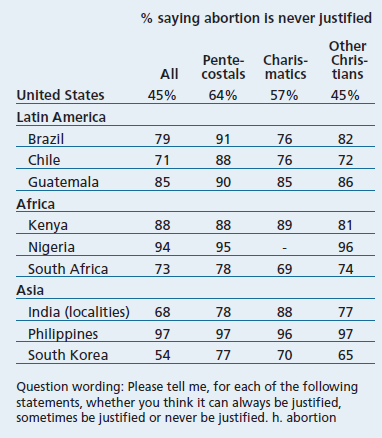 % saying abortion is never justified
All Pente-costals Charis-matics Other Chris-tians
United States 45% 64% 57% 45%
Latin America
Brazil 79 91 76 82
Chile 71 88 76 72
Guatemala 85 90 85 86
Africa
Kenya 88 88 89 81
Nigeria 94 95 - 96
South Africa 73 78 69 74
Asia
India (localities) 68 78 88 77
Philippines 97 97 96 97
South Korea 54 77 70 65
Question wording: Please tell me, for each of the following
statements, whether you think it can always be justified,
sometimes be justified or never be justified. h. abortion